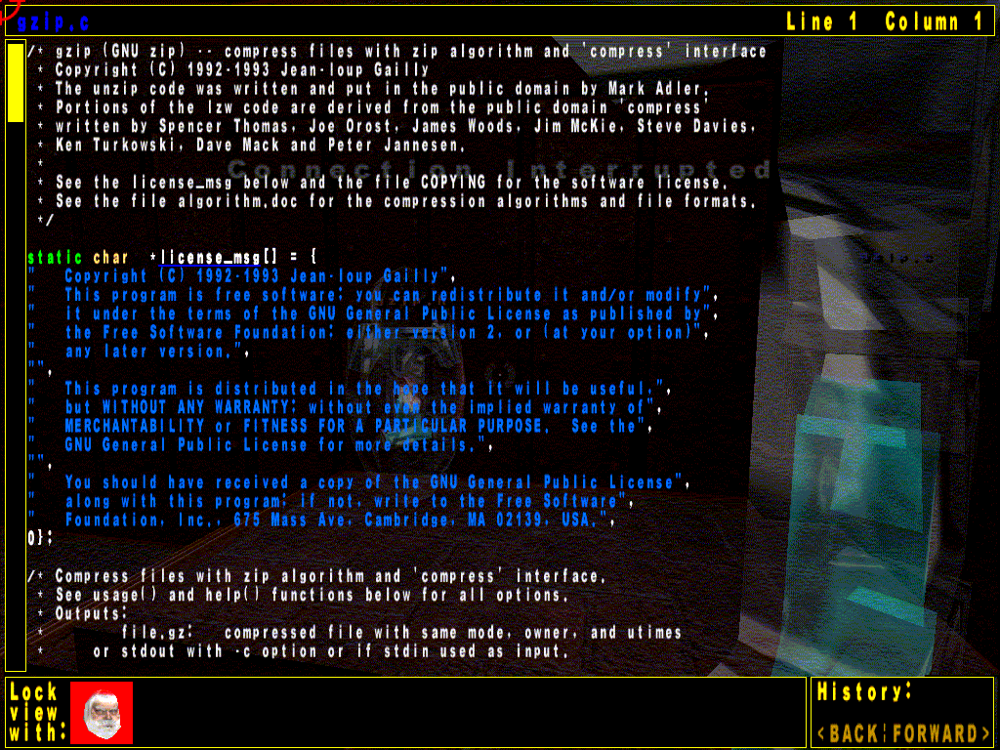 gzip.c
Line 1  Column 1
/* gzip (GNU zip) -- compress files with zip algorithm and 'compress' interface
 * Copyright (C) 1992-1993 Jean-loup Gailly
 * The unzip code was written and put in the public domain by Mark Adler.
 * Portions of the lzw code are derived from the public domain 'compress'
 * written by Spencer Thomas, Joe Orost, James Woods, Jim McKie, Steve Davies,
 * Ken Turkowski, Dave Mack and Peter Jannesen.
 *
Connection Interrupted
 * See the license_msg below and the file COPYING for the software license.
 * See the file algorithm.doc for the compression algorithms and file formats.
 */
static char  *license_msg[] = {
"   Copyright (C) 1992-1993 Jean-loup Gailly",
"   This program is free software; you can redistribute it and/or modify",
"   it under the terms of the GNU General Public License as published by",
"   the Free Software Foundation; either version 2, or (at your option)",
"   any later version.",
"",
"   This program is distributed in the hope that it will be useful,",
"   but WITHOUT ANY WARRANTY; without even the implied warranty of",
"   MERCHANTABILITY or FITNESS FOR A PARTICULAR PURPOSE.  See the",
"   GNU General Public License for more details.",
"",
"   You should have received a copy of the GNU General Public License",
"   along with this program; if not, write to the Free Software",
"   Foundation, Inc., 675 Mass Ave, Cambridge, MA 02139, USA.",
0};
/* Compress files with zip algorithm and 'compress' interface.
 * See usage() and help() functions below for all options.
 * Outputs:
 *        file.gz:   compressed file with same mode, owner, and utimes
 *     or stdout with -c option or if stdin used as input.
Lock
view
with:
History:
<BACK¦FORWARD>